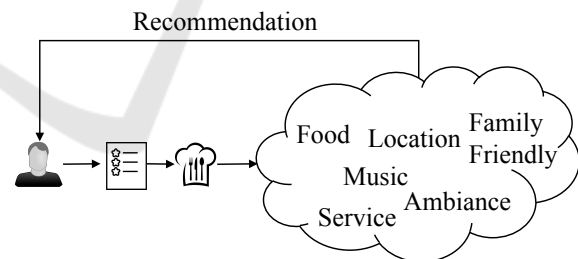 Recommendation
Food Location Family
Friendly
Music
Ambiance
Service